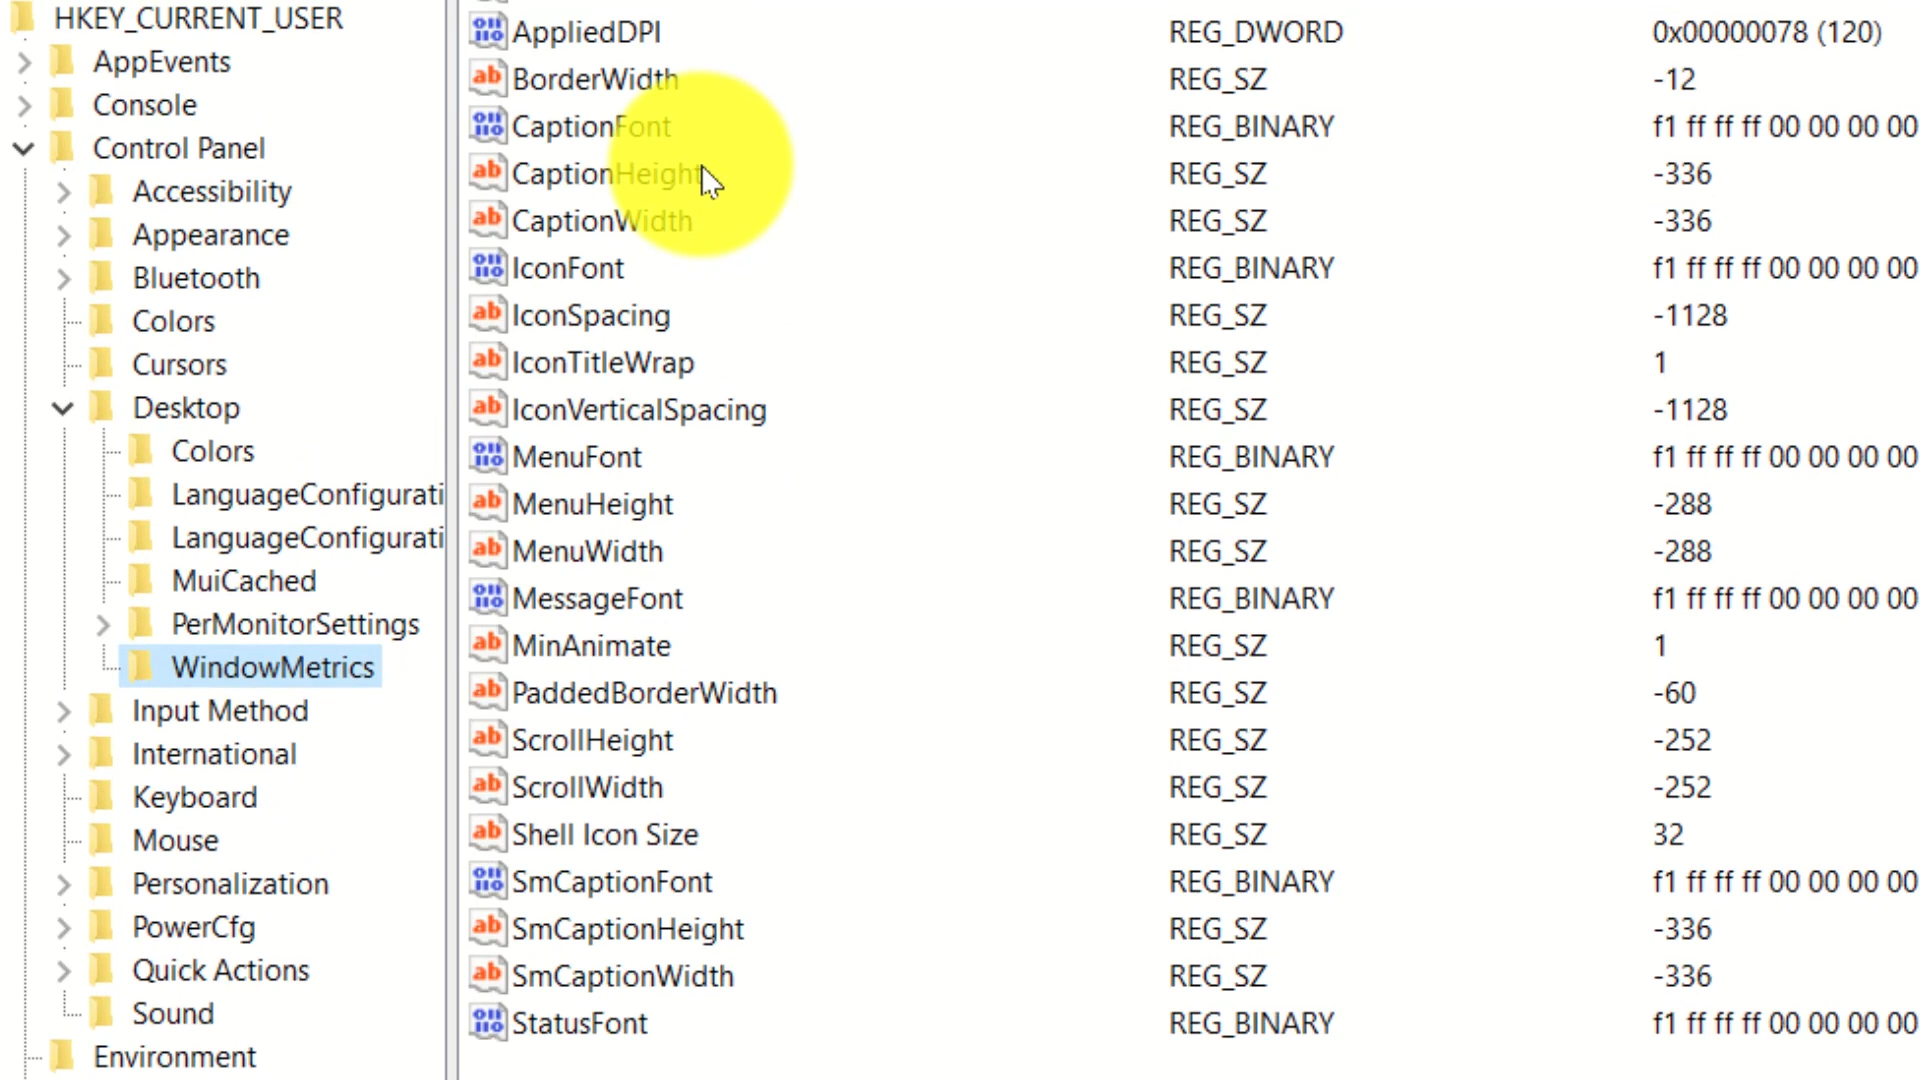 HKEY_CURRENT_USER
AppEvents
Console
Control Panel
Accessibility
Appearance
Bluetooth
Colors
Cursors
Desktop
Colors
LanguageConfigurati
LanguageConfigurati
MuiCached
PerMonitorSettings
WindowMetrics
Input Method
International
Keyboard
Mouse
Personalization
PowerCfg
Quick Actions
Sound
Environment
AppliedDPI REG_DWORD 0x00000078 (120)
BorderWidth REG_SZ -12
CaptionFont REG_BINARY f1 ff ff ff 00 00 00 00
CaptionHeight REG_SZ -336
CaptionWidth REG_SZ -336
IconFont REG_BINARY f1 ff ff ff 00 00 00 00
IconSpacing REG_SZ -1128
IconTitleWrap REG_SZ 1
IconVerticalSpacing REG_SZ -1128
MenuFont REG_BINARY f1 ff ff ff 00 00 00 00
MenuHeight REG_SZ -288
MenuWidth REG_SZ -288
MessageFont REG_BINARY f1 ff ff ff 00 00 00 00
MinAnimate REG_SZ 1
PaddedBorderWidth REG_SZ -60
ScrollHeight REG_SZ -252
ScrollWidth REG_SZ -252
Shell Icon Size REG_SZ 32
SmCaptionFont REG_BINARY f1 ff ff ff 00 00 00 00
SmCaptionHeight REG_SZ -336
SmCaptionWidth REG_SZ -336
StatusFont REG_BINARY f1 ff ff ff 00 00 00 00